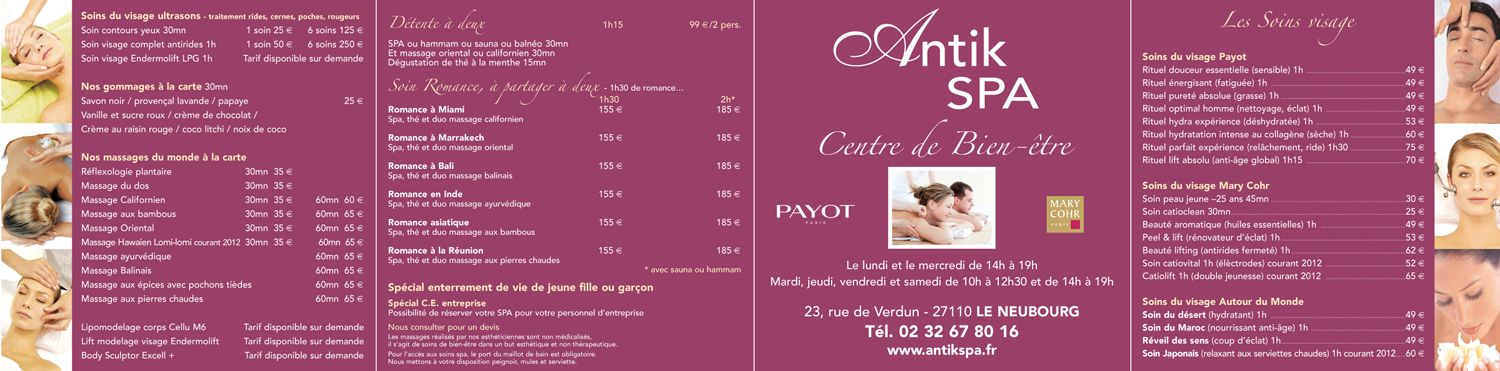 Soins du visage ultrasons - traitement rides, cernes, poches, rougeurs
Soin contours yeux 30mn 1 soin 25 € 6 soins 125 €
Soin visage complet antirides 1h 1 soin 50 € 6 soins 250 €
Soin visage Endermolift LPG 1h Tarif disponible sur demande
Nos gommages à la carte 30mn
Savon noir / provençal lavande / papaye 25 €
Vanille et sucre roux / crème de chocolat /
Crème au raisin rouge / coco litchi / noix de coco
Nos massages du monde à la carte
Réflexologie plantaire 30mn 35 €
Massage du dos 30mn 35 €
Massage Californien 30mn 35 € 60mn 60 €
Massage aux bambous 30mn 35 € 60mn 65 €
Massage Oriental 30mn 35 € 60mn 65 €
Massage Hawaien Lomi-lomi courant 2012 30mn 35 € 60mn 65 €
Massage ayurvédique 60mn 65 €
Massage Balinais 60mn 65 €
Massage aux épices avec pochons tièdes 60mn 65 €
Massage aux pierres chaudes 60mn 65 €
Lipomodelage corps Cellu M6 Tarif disponible sur demande
Lift modelage visage Endermolift Tarif disponible sur demande
Body Sculptor Excell + Tarif disponible sur demande
Détente à deux 1h15 99 €/2 pers.
SPA ou hammam ou sauna ou balnéo 30mn
Et massage oriental ou californien 30mn
Dégustation de thé à la menthe 15mn
Soin Romance, à partager à deux - 1h30 de romance...
1h30 2h*
Romance à Miami 155 € 185 €
Spa, thé et duo massage californien
Romance à Marrakech 155 € 185 €
Spa, thé et duo massage oriental
Romance à Bali 155 € 185 €
Spa, thé et duo massage balinais
Romance en Inde 155 € 185 €
Spa, thé et duo massage ayurvédique
Romance asiatique 155 € 185 €
Spa, thé et duo massage aux bambous
Romance à la Réunion 155 € 185 €
Spa, thé et duo massage aux pierres chaudes
* avec sauna ou hammam
Spécial enterrement de vie de jeune fille ou garçon
Spécial C.E. entreprise
Possibilité de réserver votre SPA pour votre personnel d'entreprise
Nous consulter pour un devis
Les massages réalisés par nos esthéticiennes sont non médicalisés,
il s'agit de soins de bien-être dans un but esthétique et non thérapeutique.
Pour l'accès aux soins spa, le port du maillot de bain est obligatoire.
Nous mettons à votre disposition peignoir, mules et serviette.
Antik
SPA
Centre de Bien-être
PAYOT
PARIS
MARY
COHR
PARIS
Le lundi et le mercredi de 14h à 19h
Mardi, jeudi, vendredi et samedi de 10h à 12h30 et de 14h à 19h
23, rue de Verdun - 27110 LE NEUBOURG
Tél. 02 32 67 80 16
www.antikspa.fr
Les Soins visage
Soins du visage Payot
Rituel douceur essentielle (sensible) 1h 49 €
Rituel énergisant (fatiguée) 1h 49 €
Rituel pureté absolue (grasse) 1h 49 €
Rituel optimal homme (nettoyage, éclat) 1h 49 €
Rituel hydra expérience (déshydratée) 1h 53 €
Rituel hydratation intense au collagène (sèche) 1h 60 €
Rituel parfait expérience (relâchement, ride) 1h30 75 €
Rituel lift absolu (anti-âge global) 1h15 70 €
Soins du visage Mary Cohr
Soin peau jeune –25 ans 45mn 30 €
Soin catioclean 30mn 25 €
Beauté aromatique (huiles essentielles) 1h 49 €
Peel & lift (rénovateur d'éclat) 1h 53 €
Beauté lifting (antirides fermeté) 1h 62 €
Soin catiovital 1h (éléctrodes) courant 2012 52 €
Catiolift 1h (double jeunesse) courant 2012 65 €
Soins du visage Autour du Monde
Soin du désert (hydratant) 1h 49 €
Soin du Maroc (nourrissant anti-âge) 1h 49 €
Réveil des sens (coup d'éclat) 1h 49 €
Soin Japonais (relaxant aux serviettes chaudes) 1h courant 2012 60 €